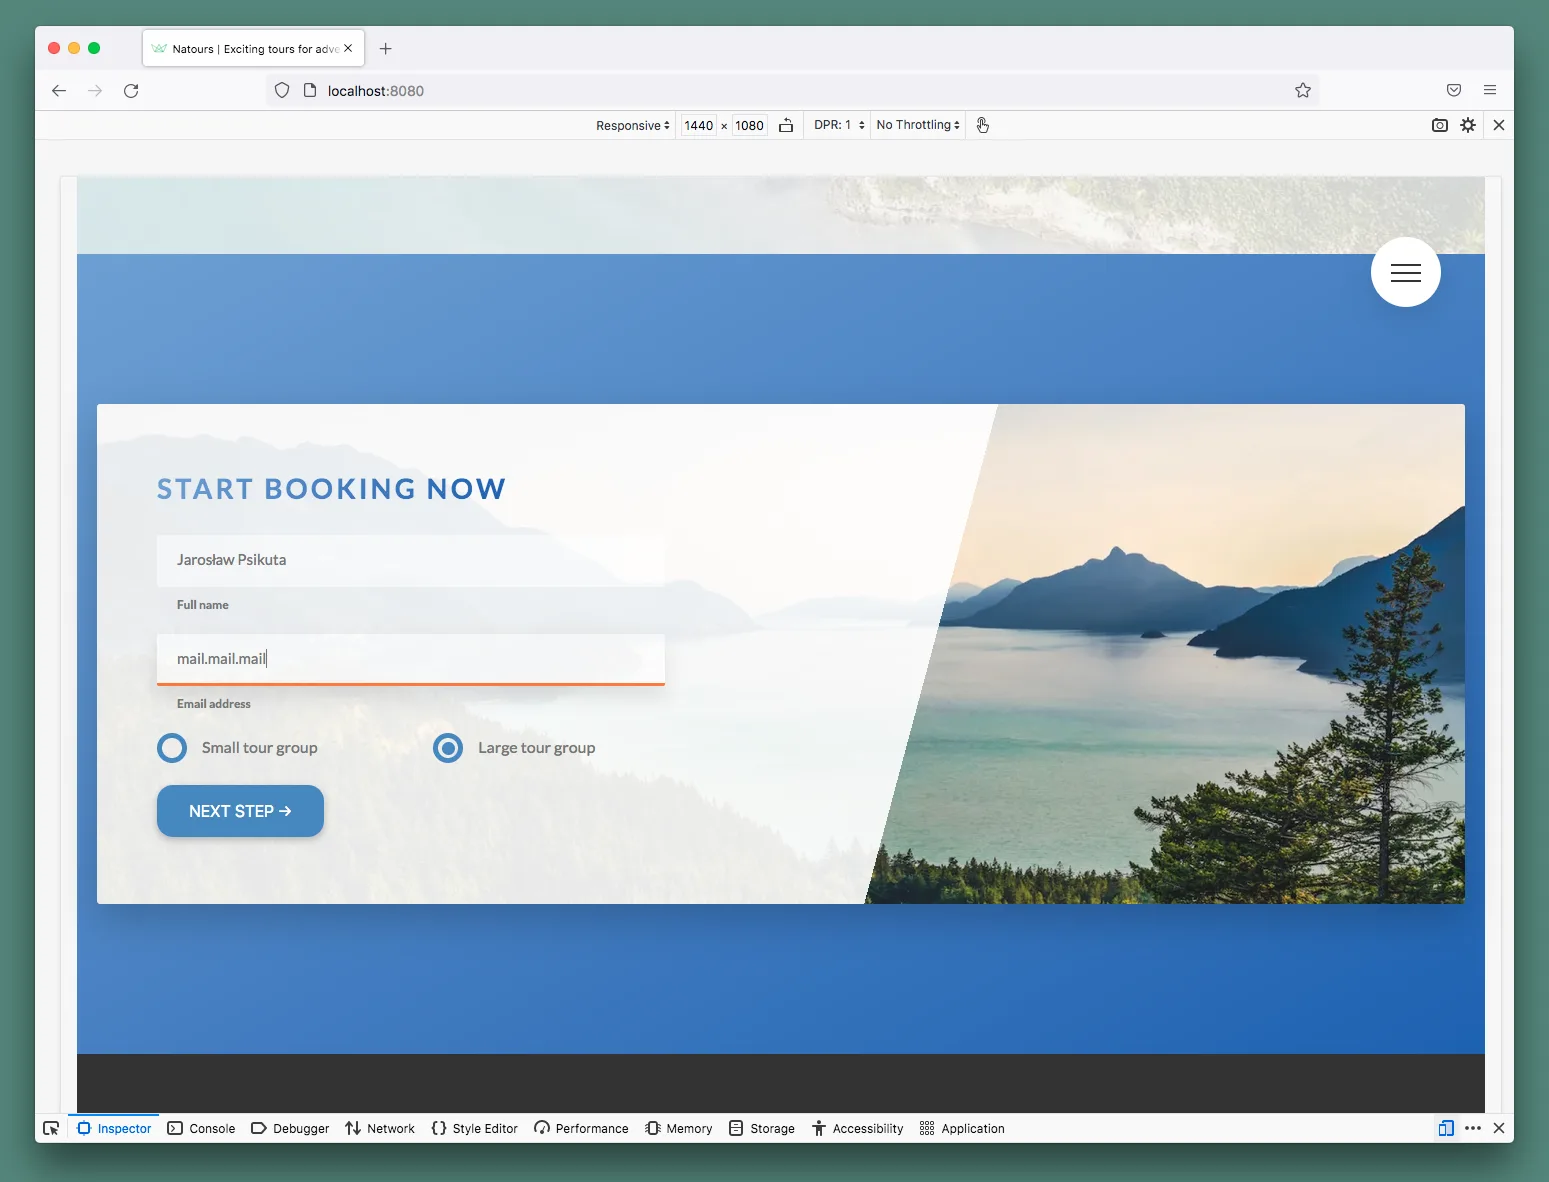 Natours | Exciting tours for adve
localhost:8080
Responsive 1440 × 1080 DPR: 1 No Throttling
START BOOKING NOW
Jarosław Psikuta
Full name
mail.mail.mail
Email address
Small tour group Large tour group
NEXT STEP →
Inspector Console Debugger Network Style Editor Performance Memory Storage Accessibility Application